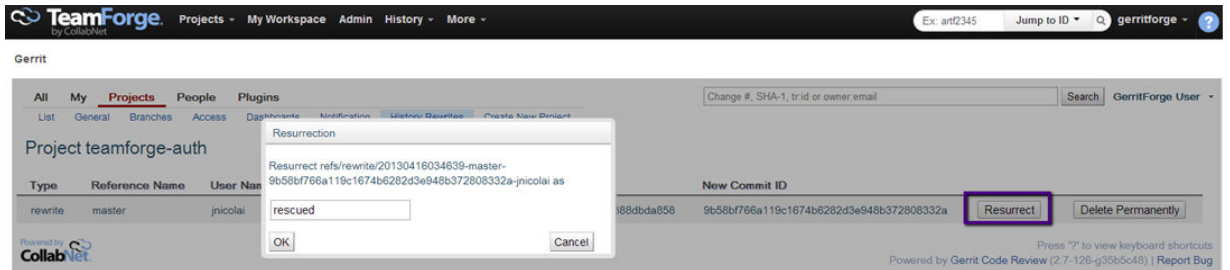 TeamForge. Projects My Workspace Admin History More Ex: artf2345 Jump to ID gerritforge ?
by CollabNet
Gerrit
All My Projects People Plugins Change #, SHA-1, tr:id or owner:email Search GerritForge User
List General Branches Access Dashboards Notification History Rewrites Create New Project
Resurrection
Project teamforge-auth
Resurrect refs/rewrite/20130416034639-master-
9b58bf766a119c1674b6282d3e948b372808332a-jnicolai as
Type Reference Name User Nam New Commit ID
rewrite master jnicolai rescued 388dbda858 9b58bf766a119c1674b6282d3e948b372808332a Resurrect Delete Permanently
OK Cancel
Powered by
CollabNet.
Press '?' to view keyboard shortcuts
Powered by Gerrit Code Review (2.7-126-g35b5c48) | Report Bug